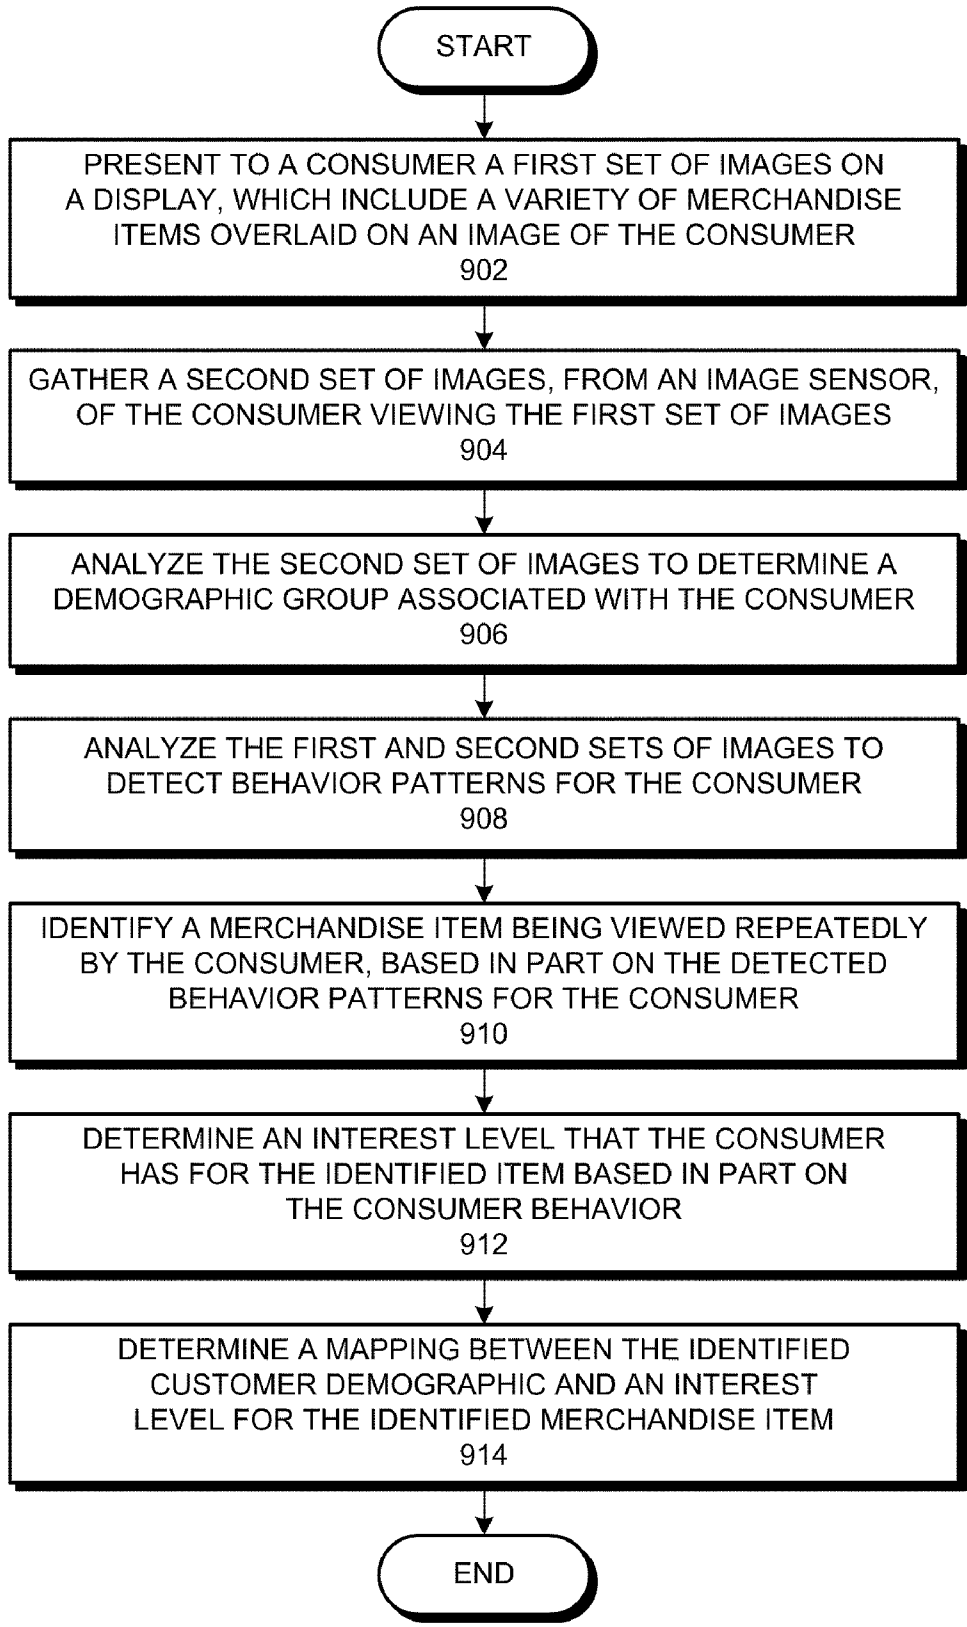 START
PRESENT TO A CONSUMER A FIRST SET OF IMAGES ON
A DISPLAY, WHICH INCLUDE A VARIETY OF MERCHANDISE
ITEMS OVERLAID ON AN IMAGE OF THE CONSUMER
902
GATHER A SECOND SET OF IMAGES, FROM AN IMAGE SENSOR,
OF THE CONSUMER VIEWING THE FIRST SET OF IMAGES
904
ANALYZE THE SECOND SET OF IMAGES TO DETERMINE A
DEMOGRAPHIC GROUP ASSOCIATED WITH THE CONSUMER
906
ANALYZE THE FIRST AND SECOND SETS OF IMAGES TO
DETECT BEHAVIOR PATTERNS FOR THE CONSUMER
908
IDENTIFY A MERCHANDISE ITEM BEING VIEWED REPEATEDLY
BY THE CONSUMER, BASED IN PART ON THE DETECTED
BEHAVIOR PATTERNS FOR THE CONSUMER
910
DETERMINE AN INTEREST LEVEL THAT THE CONSUMER
HAS FOR THE IDENTIFIED ITEM BASED IN PART ON
THE CONSUMER BEHAVIOR
912
DETERMINE A MAPPING BETWEEN THE IDENTIFIED
CUSTOMER DEMOGRAPHIC AND AN INTEREST
LEVEL FOR THE IDENTIFIED MERCHANDISE ITEM
914
END